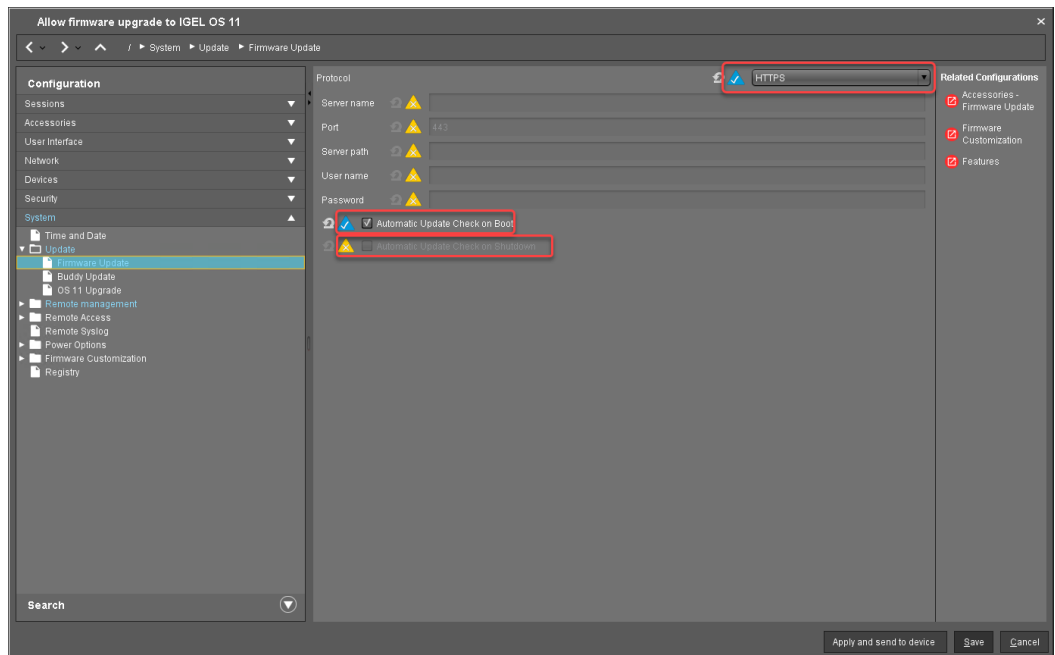 Allow firmware upgrade to IGEL OS 11
/ System Update Firmware Update
Configuration
Sessions
Accessories
User Interface
Network
Devices
Security
System
Time and Date
Update
Firmware Update
Buddy Update
OS 11 Upgrade
Remote management
Remote Access
Remote Syslog
Power Options
Firmware Customization
Registry
Search
Protocol
HTTPS
Server name
Port
443
Server path
User name
Password
Automatic Update Check on Boot
Automatic Update Check on Shutdown
Related Configurations
Accessories -
Firmware Update
Firmware
Customization
Features
Apply and send to device
Save
Cancel